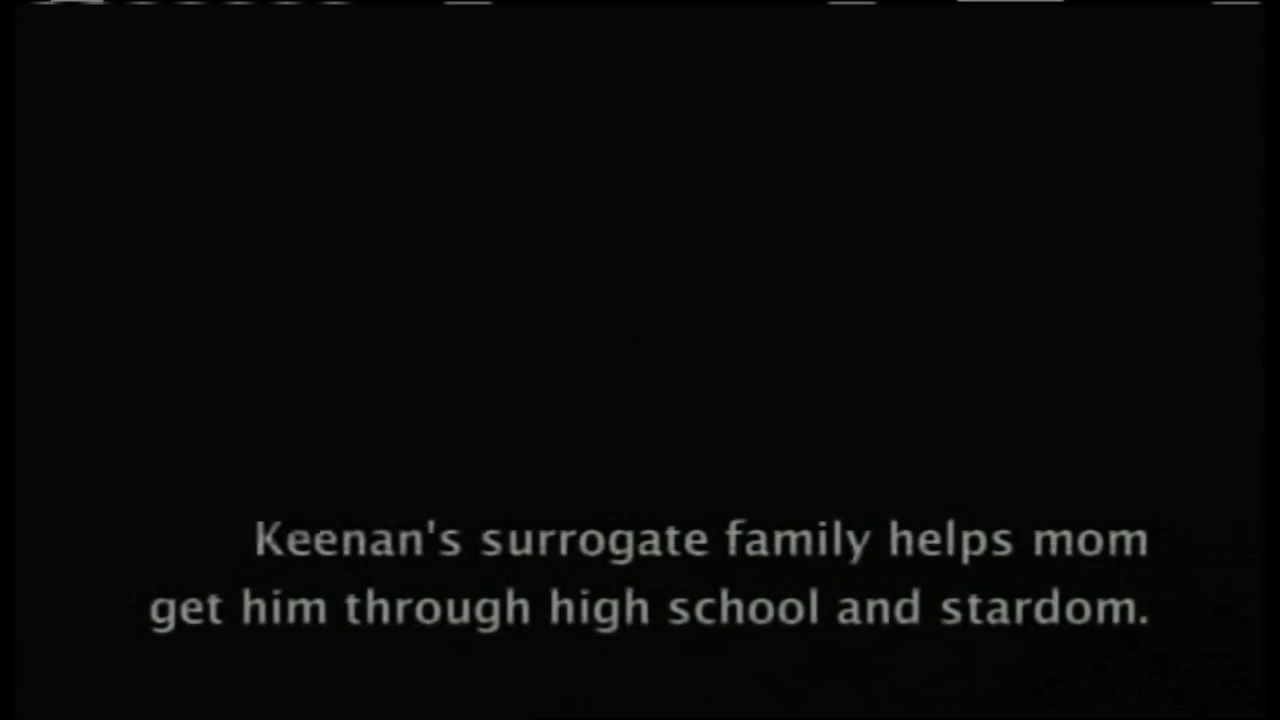 Keenan's surrogate family helps mom
get him through high school and stardom.